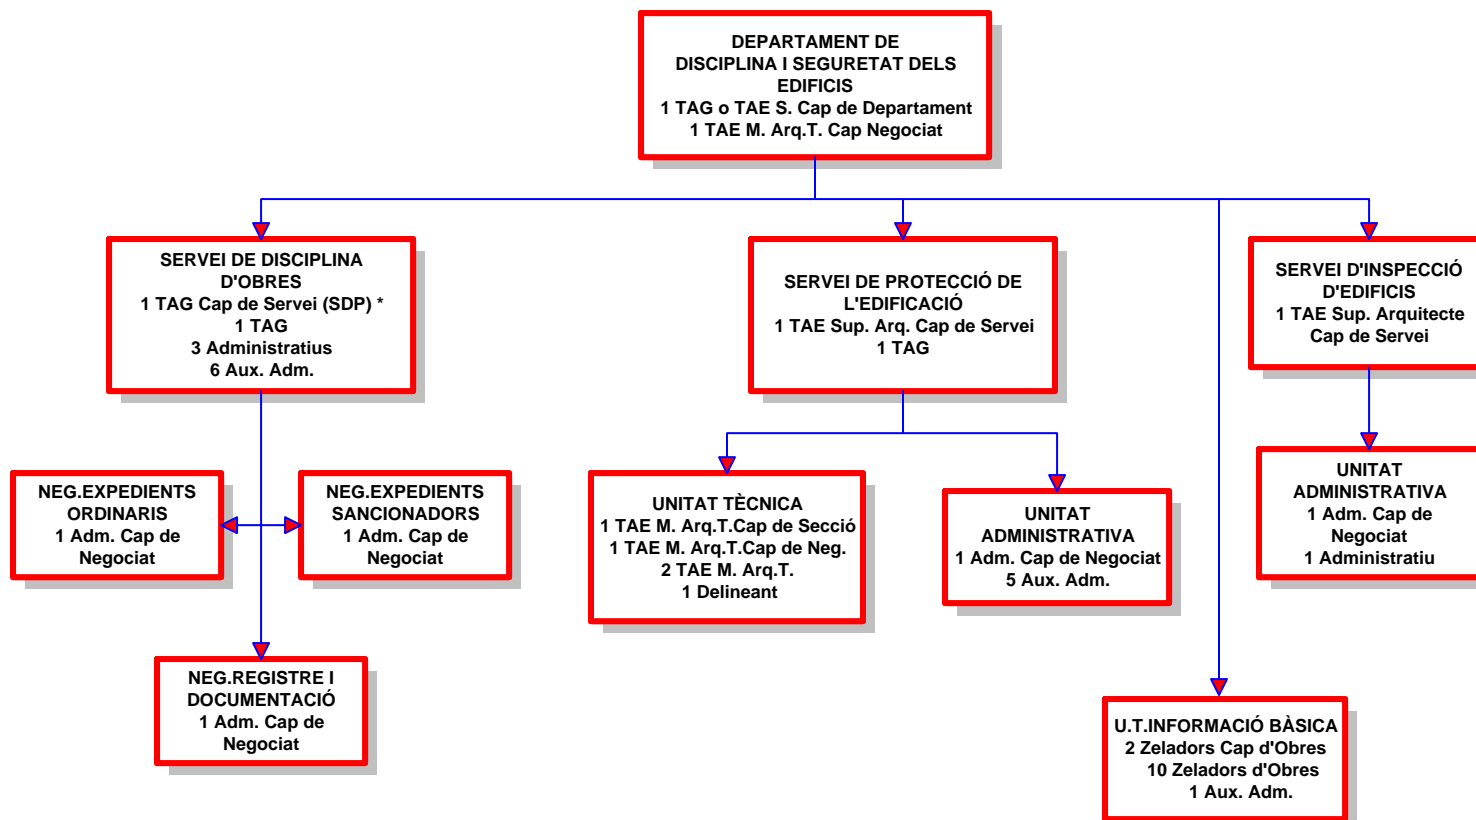 DEPARTAMENT DE
DISCIPLINA I SEGURETAT DELS
EDIFICIS
1 TAG o TAE S. Cap de Departament
1 TAE M. Arq.T. Cap Negociat
SERVEI DE DISCIPLINA
D'OBRES
1 TAG Cap de Servei (SDP) *
1 TAG
3 Administratius
6 Aux. Adm.
SERVEI DE PROTECCIÓ DE
L'EDIFICACIÓ
1 TAE Sup. Arq. Cap de Servei
1 TAG
SERVEI D'INSPECCIÓ
D'EDIFICIS
1 TAE Sup. Arquitecte
Cap de Servei
NEG.EXPEDIENTS
ORDINARIS
1 Adm. Cap de
Negociat
NEG.EXPEDIENTS
SANCIONADORS
1 Adm. Cap de
Negociat
UNITAT TÈCNICA
1 TAE M. Arq.T.Cap de Secció
1 TAE M. Arq.T.Cap de Neg.
2 TAE M. Arq.T.
1 Delineant
UNITAT
ADMINISTRATIVA
1 Adm. Cap de Negociat
5 Aux. Adm.
UNITAT
ADMINISTRATIVA
1 Adm. Cap de
Negociat
1 Administratiu
NEG.REGISTRE I
DOCUMENTACIÓ
1 Adm. Cap de
Negociat
U.T.INFORMACIÓ BÀSICA
2 Zeladors Cap d'Obres
10 Zeladors d'Obres
1 Aux. Adm.